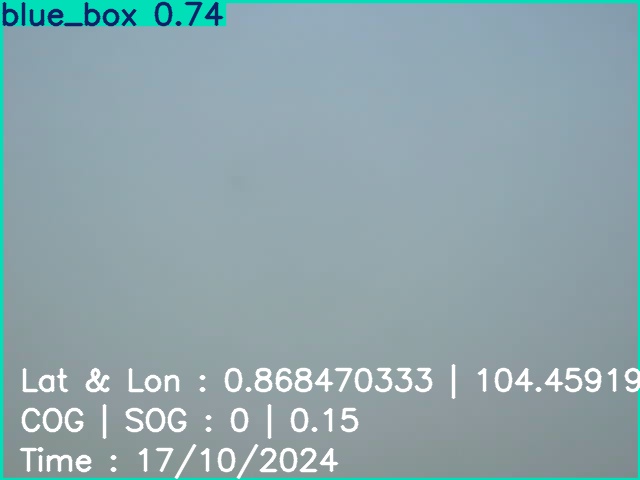 blue_box 0.74
Lat & Lon : 0.868470333 | 104.45919
COG | SOG : 0 | 0.15
Time : 17/10/2024